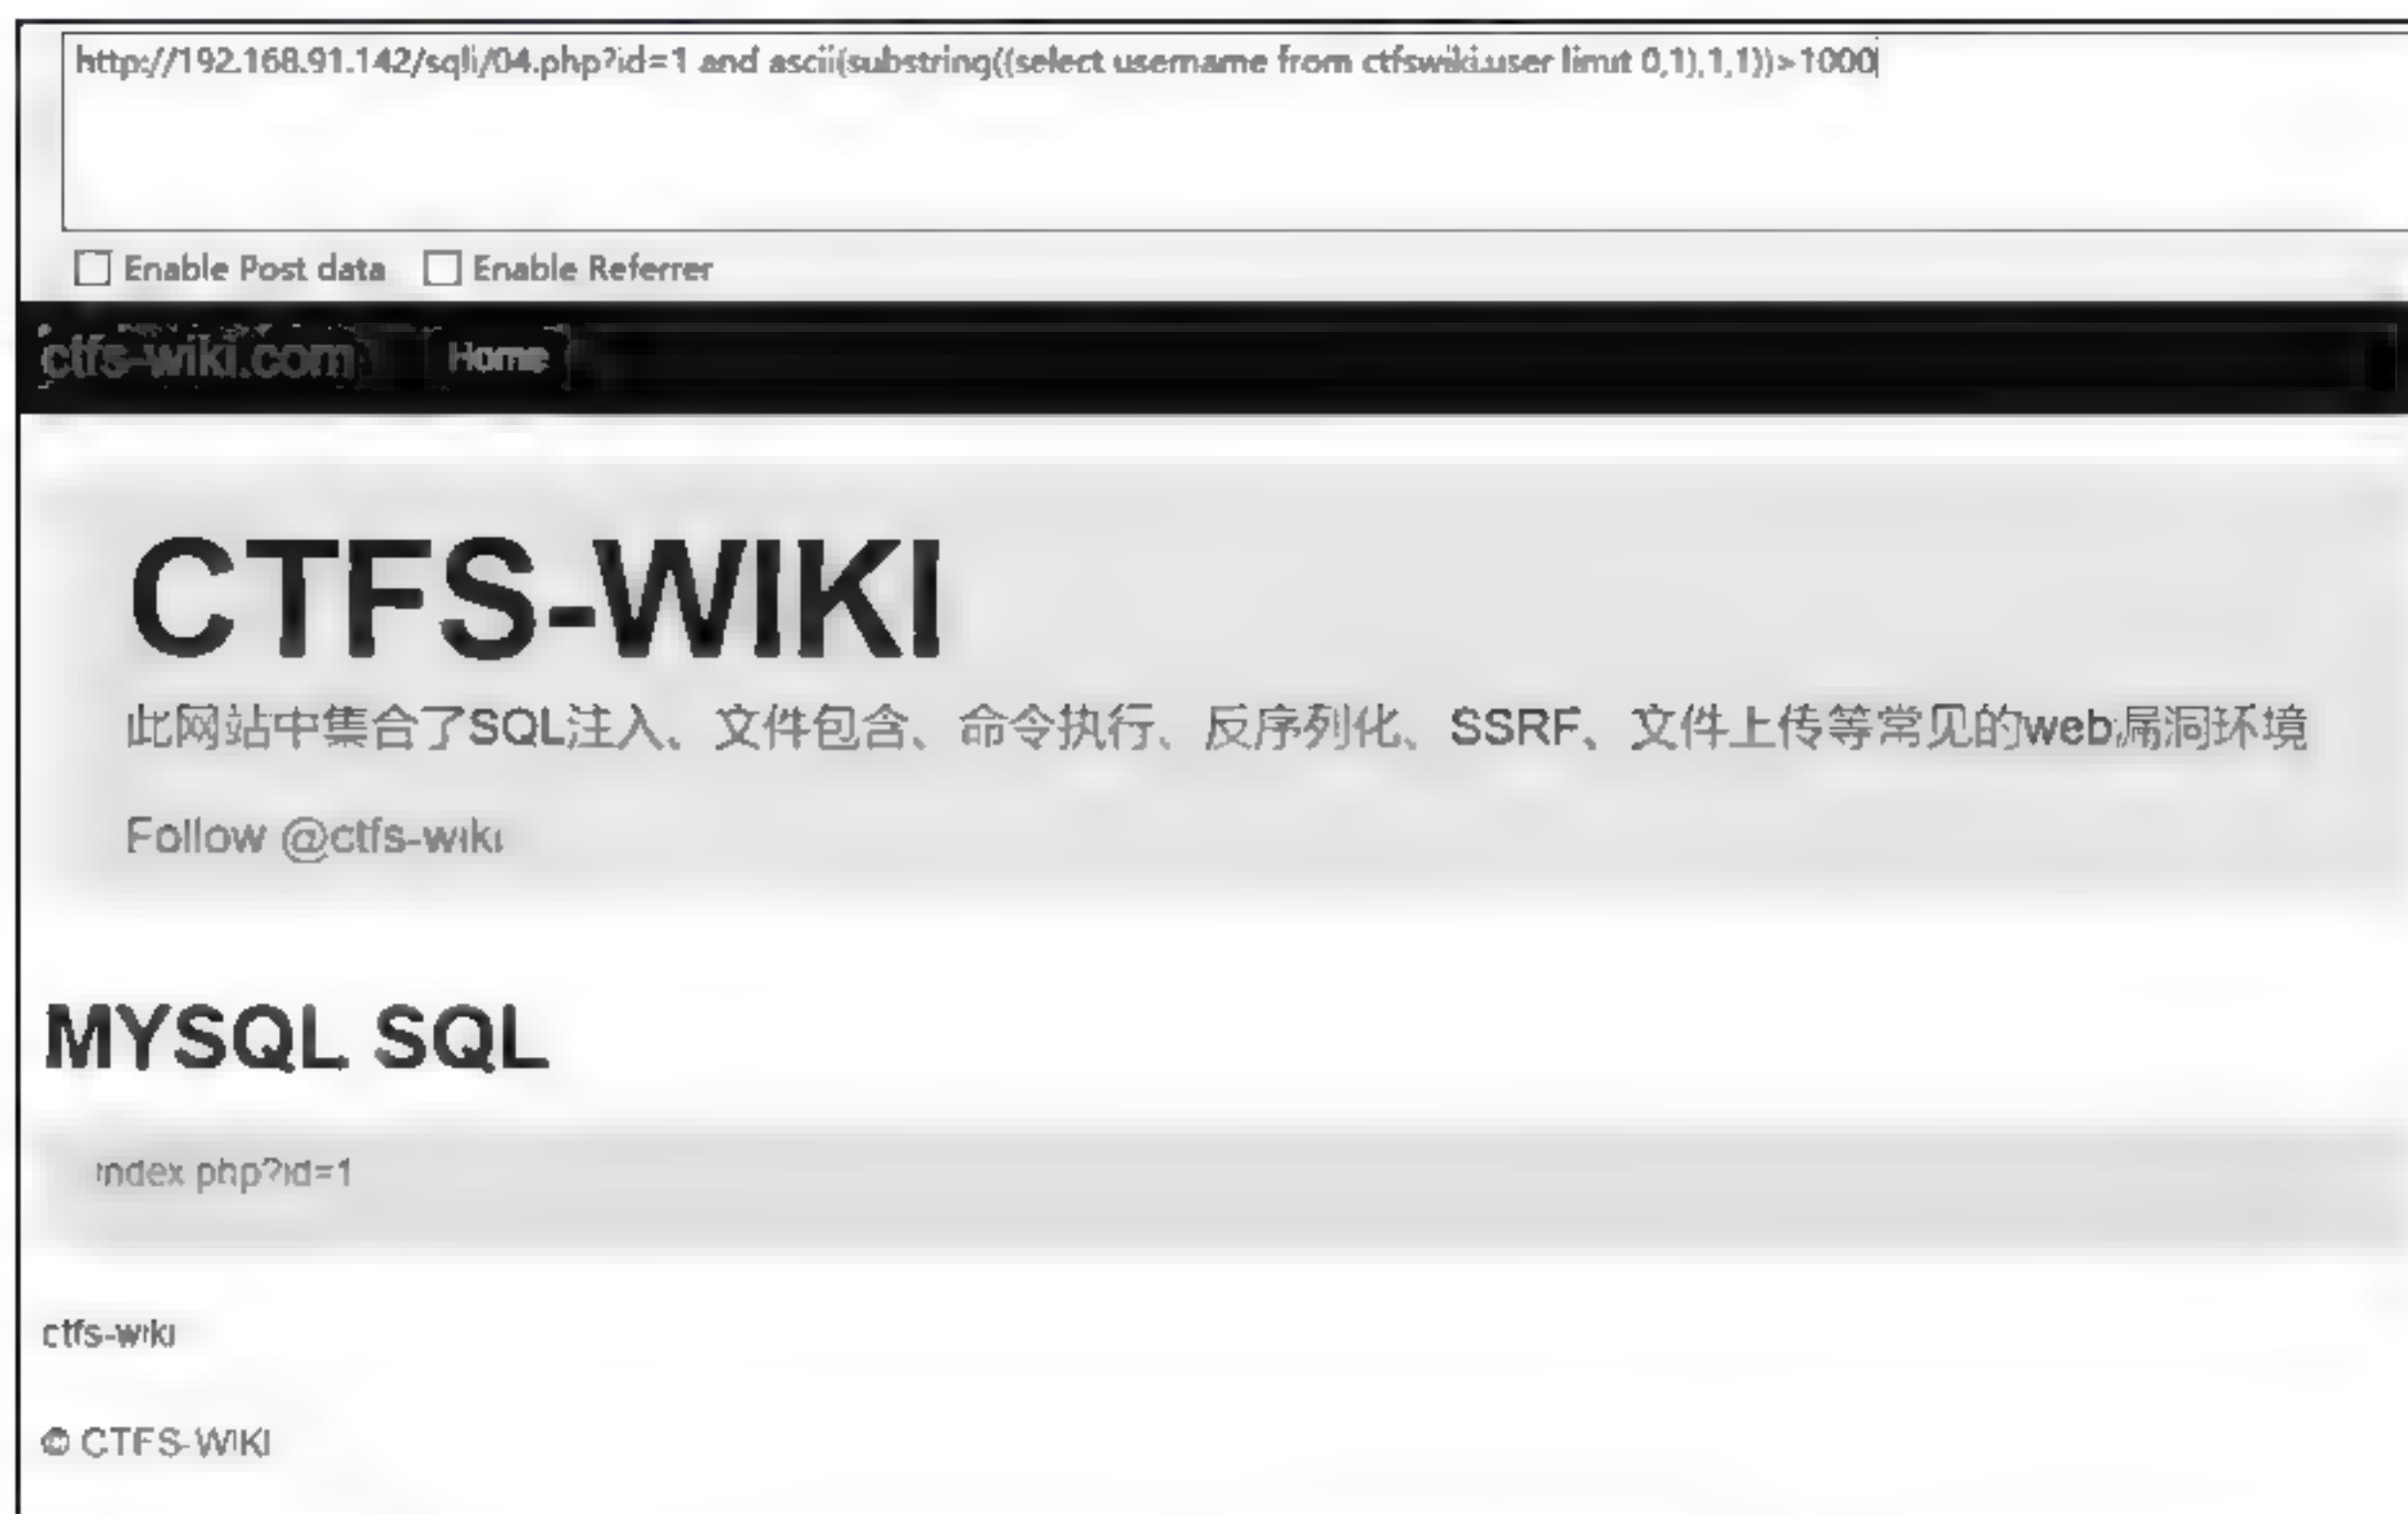 http://192.168.91.142/sqli/04.php?id=1 and ascii(substring((select username from ctfswiki.user limit 0,1),1,1))>1000
Enable Post data Enable Referrer
ctfs-wiki.com Home
CTFS-WIKI
此网站中集合了SQL注入、文件包含、命令执行、反序列化、SSRF、文件上传等常见的web漏洞环境
Follow @ctfs-wiki
MYSQL SQL
index.php?id=1
ctfs-wiki
© CTFS-WIKI